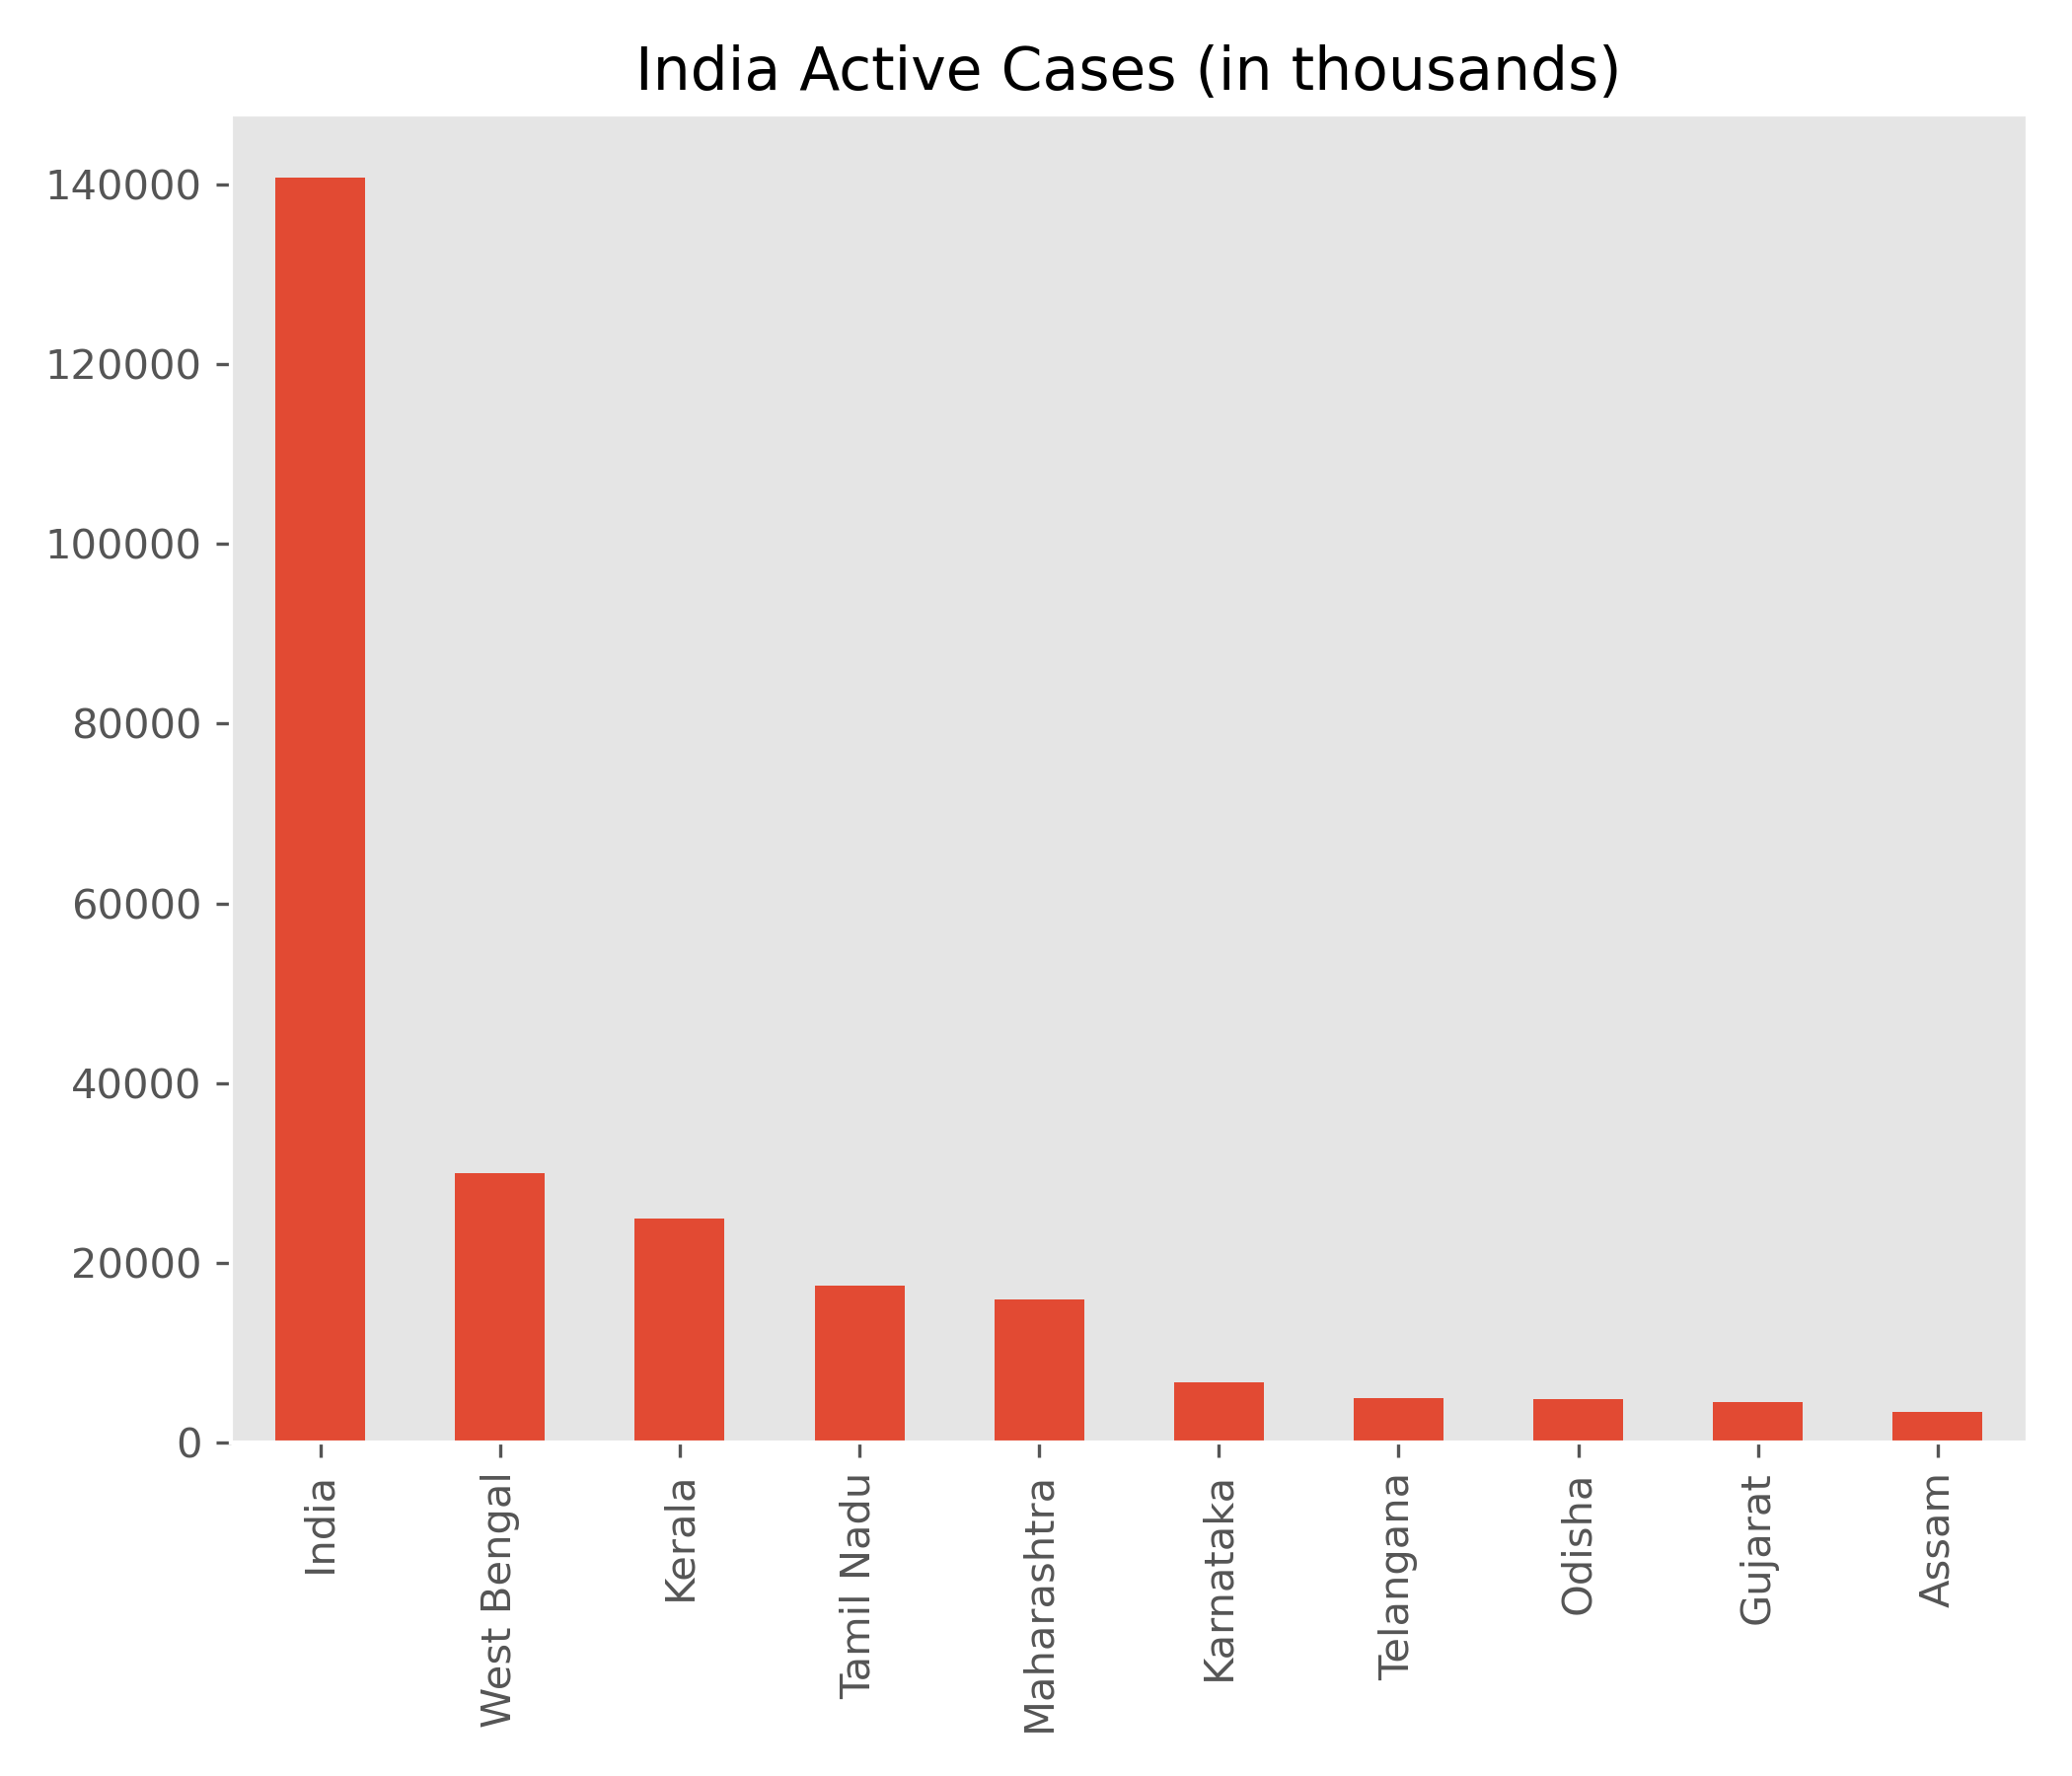 India Active Cases (in thousands)
140000
120000
100000
80000
60000
40000
20000
0
India
West Bengal
Kerala
Tamil Nadu
Maharashtra
Karnataka
Telangana
Odisha
Gujarat
Assam